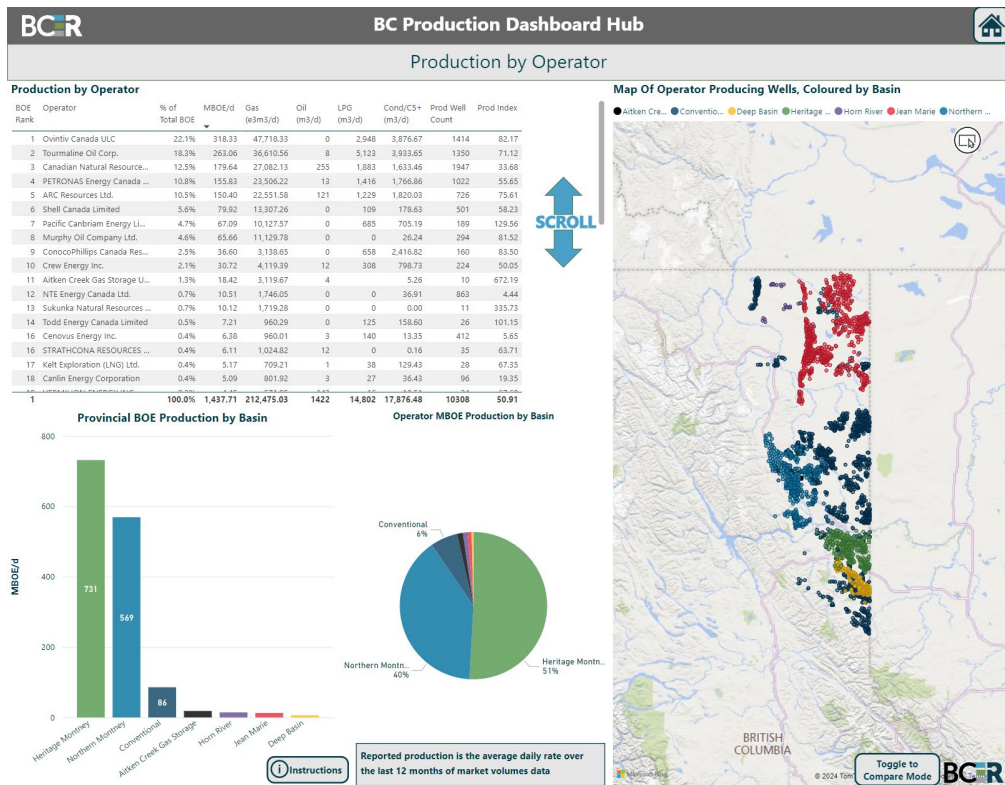 BCER
BC Production Dashboard Hub
Production by Operator
Production by Operator
BOE Rank Operator % of Total BOE MBOE/d Gas (e3m3/d) Oil (m3/d) LPG (m3/d) Cond/C5+ (m3/d) Prod Well Count Prod Index
1 Ovintiv Canada ULC 22.1% 318.33 47,718.33 0 2,948 3,876.67 1414 82.17
2 Tourmaline Oil Corp. 18.3% 263.06 36,610.56 8 5,123 3,933.65 1350 71.12
3 Canadian Natural Resource... 12.5% 179.64 27,082.13 255 1,883 1,633.46 1947 33.68
4 PETRONAS Energy Canada ... 10.8% 155.83 23,506.22 13 1,416 1,766.86 1022 55.65
5 ARC Resources Ltd. 10.5% 150.40 22,551.58 121 1,229 1,820.03 726 75.61
6 Shell Canada Limited 5.6% 79.92 13,307.26 0 109 178.63 501 58.23
7 Pacific Canbriam Energy Li... 4.7% 67.09 10,127.57 0 685 705.19 189 129.56
8 Murphy Oil Company Ltd. 4.6% 65.66 11,129.78 0 0 26.24 294 81.52
9 ConocoPhillips Canada Res... 2.5% 36.60 3,138.65 0 658 2,416.82 160 83.50
10 Crew Energy Inc. 2.1% 30.72 4,119.39 12 308 798.73 224 50.05
11 Aitken Creek Gas Storage U... 1.3% 18.42 3,119.67 4 5.26 10 672.19
12 NTE Energy Canada Ltd. 0.7% 10.51 1,746.05 0 0 36.91 863 4.44
13 Sukunka Natural Resources ... 0.7% 10.12 1,719.28 0 0 0.00 11 335.73
14 Todd Energy Canada Limited 0.5% 7.21 960.29 0 125 158.60 26 101.15
16 Cenovus Energy Inc. 0.4% 6.38 960.01 3 140 13.35 412 5.65
16 STRATHCONA RESOURCES ... 0.4% 6.11 1,024.82 12 0 0.16 35 63.71
17 Kelt Exploration (LNG) Ltd. 0.4% 5.17 709.21 1 38 129.43 28 67.35
18 Canlin Energy Corporation 0.4% 5.09 801.92 3 27 36.43 96 19.35
1 100.0% 1,437.71 212,475.03 1422 14,802 17,876.48 10308 50.91
SCROLL
Map Of Operator Producing Wells, Coloured by Basin
Aitken Cre... Conventio... Deep Basin Heritage ... Horn River Jean Marie Northern ...
Provincial BOE Production by Basin
MBOE/d
800
600
400
200
0
731
569
86
Heritage Montney
Northern Montney
Conventional
Aitken Creek Gas Storage
Horn River
Jean Marie
Deep Basin
Operator MBOE Production by Basin
Conventional
6%
Northern Montn...
40%
Heritage Montn...
51%
Instructions
Reported production is the average daily rate over
the last 12 months of market volumes data
BRITISH
COLUMBIA
Microsoft Bing
© 2024 Tom
Toggle to
Compare Mode
BCER